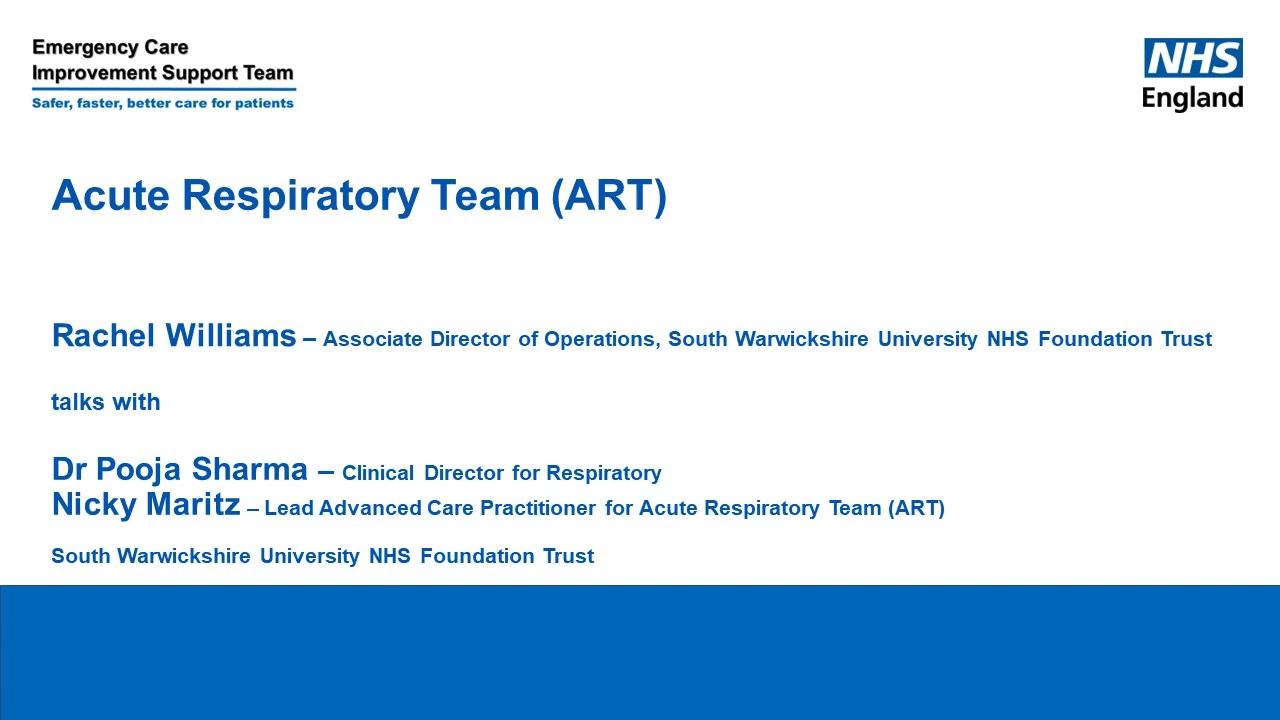 Emergency Care
Improvement Support Team
Safer, faster, better care for patients
NHS
England
Acute Respiratory Team (ART)
Rachel Williams – Associate Director of Operations, South Warwickshire University NHS Foundation Trust
talks with
Dr Pooja Sharma – Clinical Director for Respiratory
Nicky Maritz – Lead Advanced Care Practitioner for Acute Respiratory Team (ART)
South Warwickshire University NHS Foundation Trust